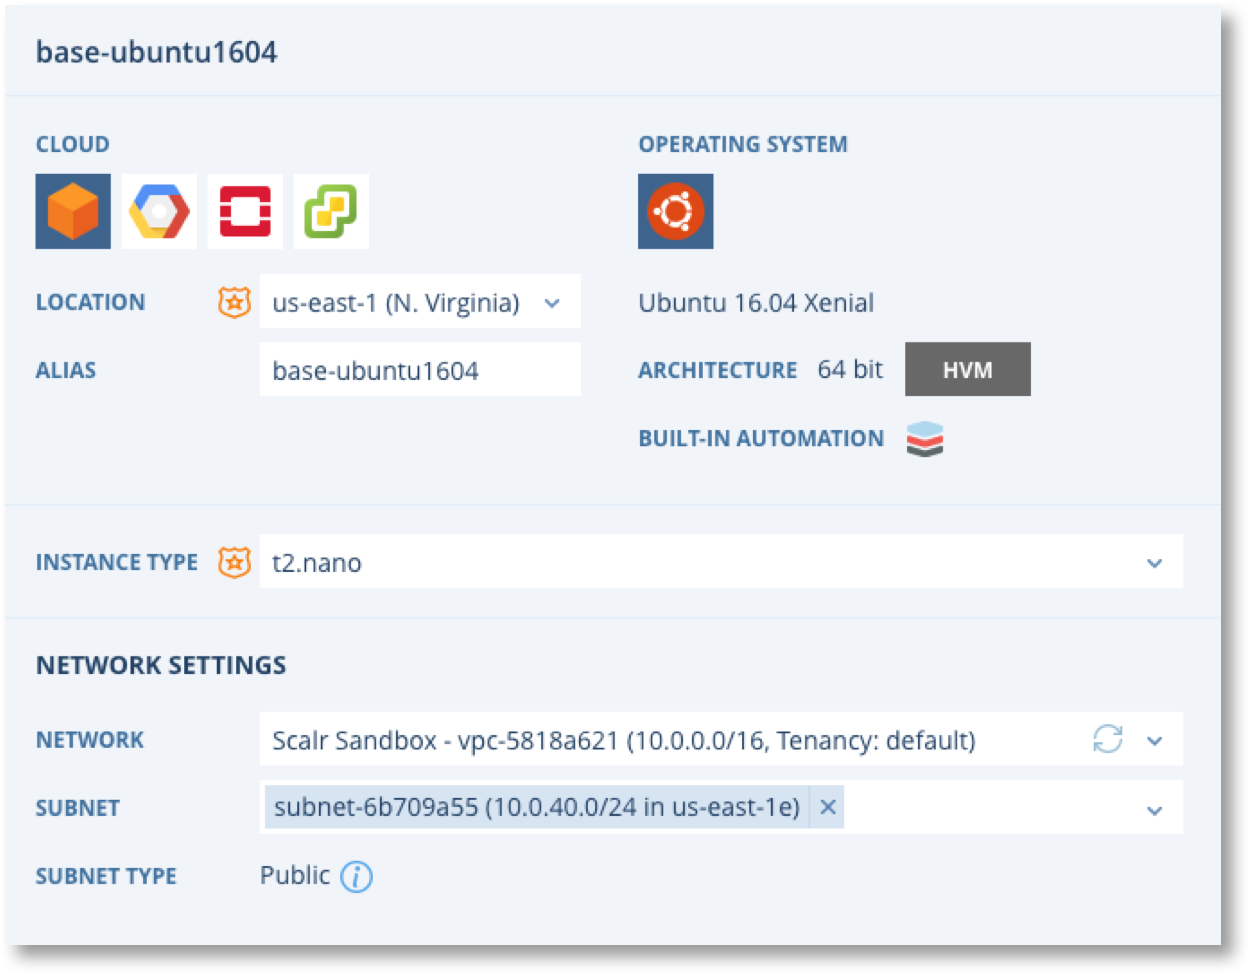 base-ubuntu1604
CLOUD
OPERATING SYSTEM
LOCATION us-east-1 (N. Virginia)
Ubuntu 16.04 Xenial
ALIAS base-ubuntu1604
ARCHITECTURE 64 bit HVM
BUILT-IN AUTOMATION
INSTANCE TYPE t2.nano
NETWORK SETTINGS
NETWORK Scalr Sandbox - vpc-5818a621 (10.0.0.0/16, Tenancy: default)
SUBNET subnet-6b709a55 (10.0.40.0/24 in us-east-1e)
SUBNET TYPE Public